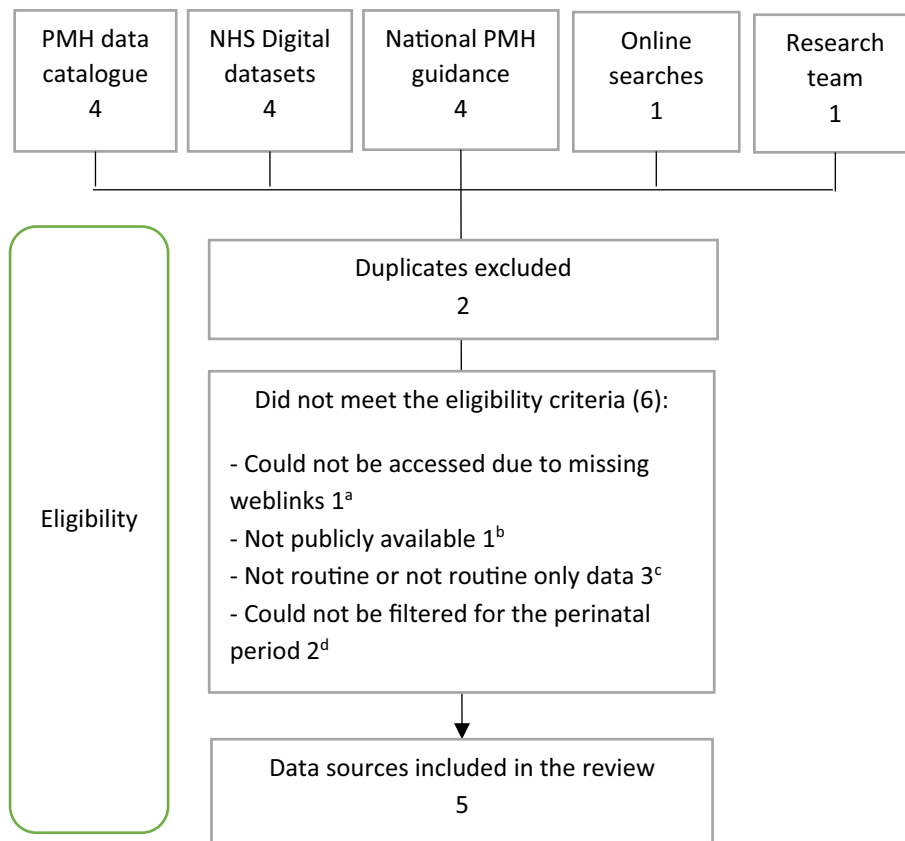 PMH data
catalogue
4
NHS Digital
datasets
4
National PMH
guidance
4
Online
searches
1
Research
team
1
Eligibility
Duplicates excluded
2
Did not meet the eligibility criteria (6):
- Could not be accessed due to missing
weblinks 1ᵃ
- Not publicly available 1ᵇ
- Not routine or not routine only data 3ᶜ
- Could not be filtered for the perinatal
period 2ᵈ
Data sources included in the review
5